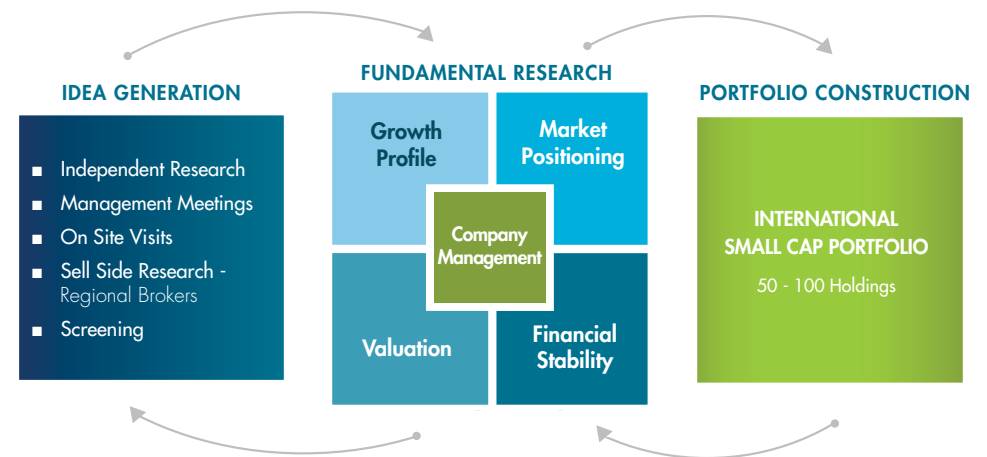 IDEA GENERATION
■ Independent Research
■ Management Meetings
■ On Site Visits
■ Sell Side Research -
Regional Brokers
■ Screening
FUNDAMENTAL RESEARCH
Growth
Profile
Market
Positioning
Company
Management
Valuation
Financial
Stability
PORTFOLIO CONSTRUCTION
INTERNATIONAL
SMALL CAP PORTFOLIO
50 - 100 Holdings